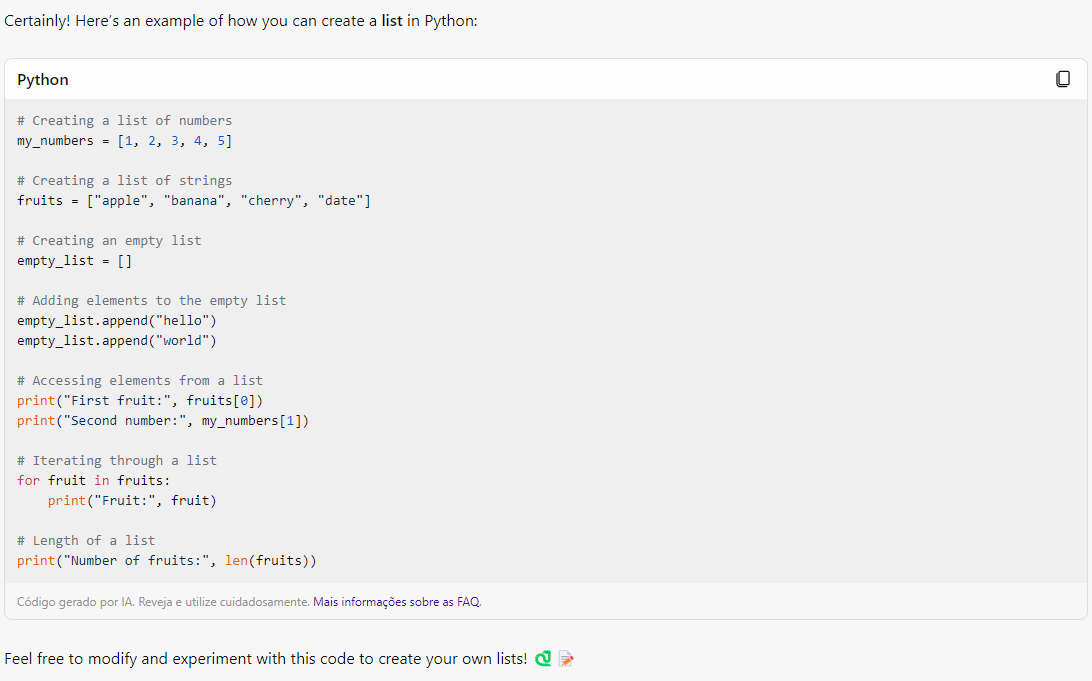 Certainly! Here's an example of how you can create a list in Python:
Python
# Creating a list of numbers
my_numbers = [1, 2, 3, 4, 5]
# Creating a list of strings
fruits = ["apple", "banana", "cherry", "date"]
# Creating an empty list
empty_list = []
# Adding elements to the empty list
empty_list.append("hello")
empty_list.append("world")
# Accessing elements from a list
print("First fruit:", fruits[0])
print("Second number:", my_numbers[1])
# Iterating through a list
for fruit in fruits:
    print("Fruit:", fruit)
# Length of a list
print("Number of fruits:", len(fruits))
Código gerado por IA. Reveja e utilize cuidadosamente. Mais informações sobre as FAQ.
Feel free to modify and experiment with this code to create your own lists!